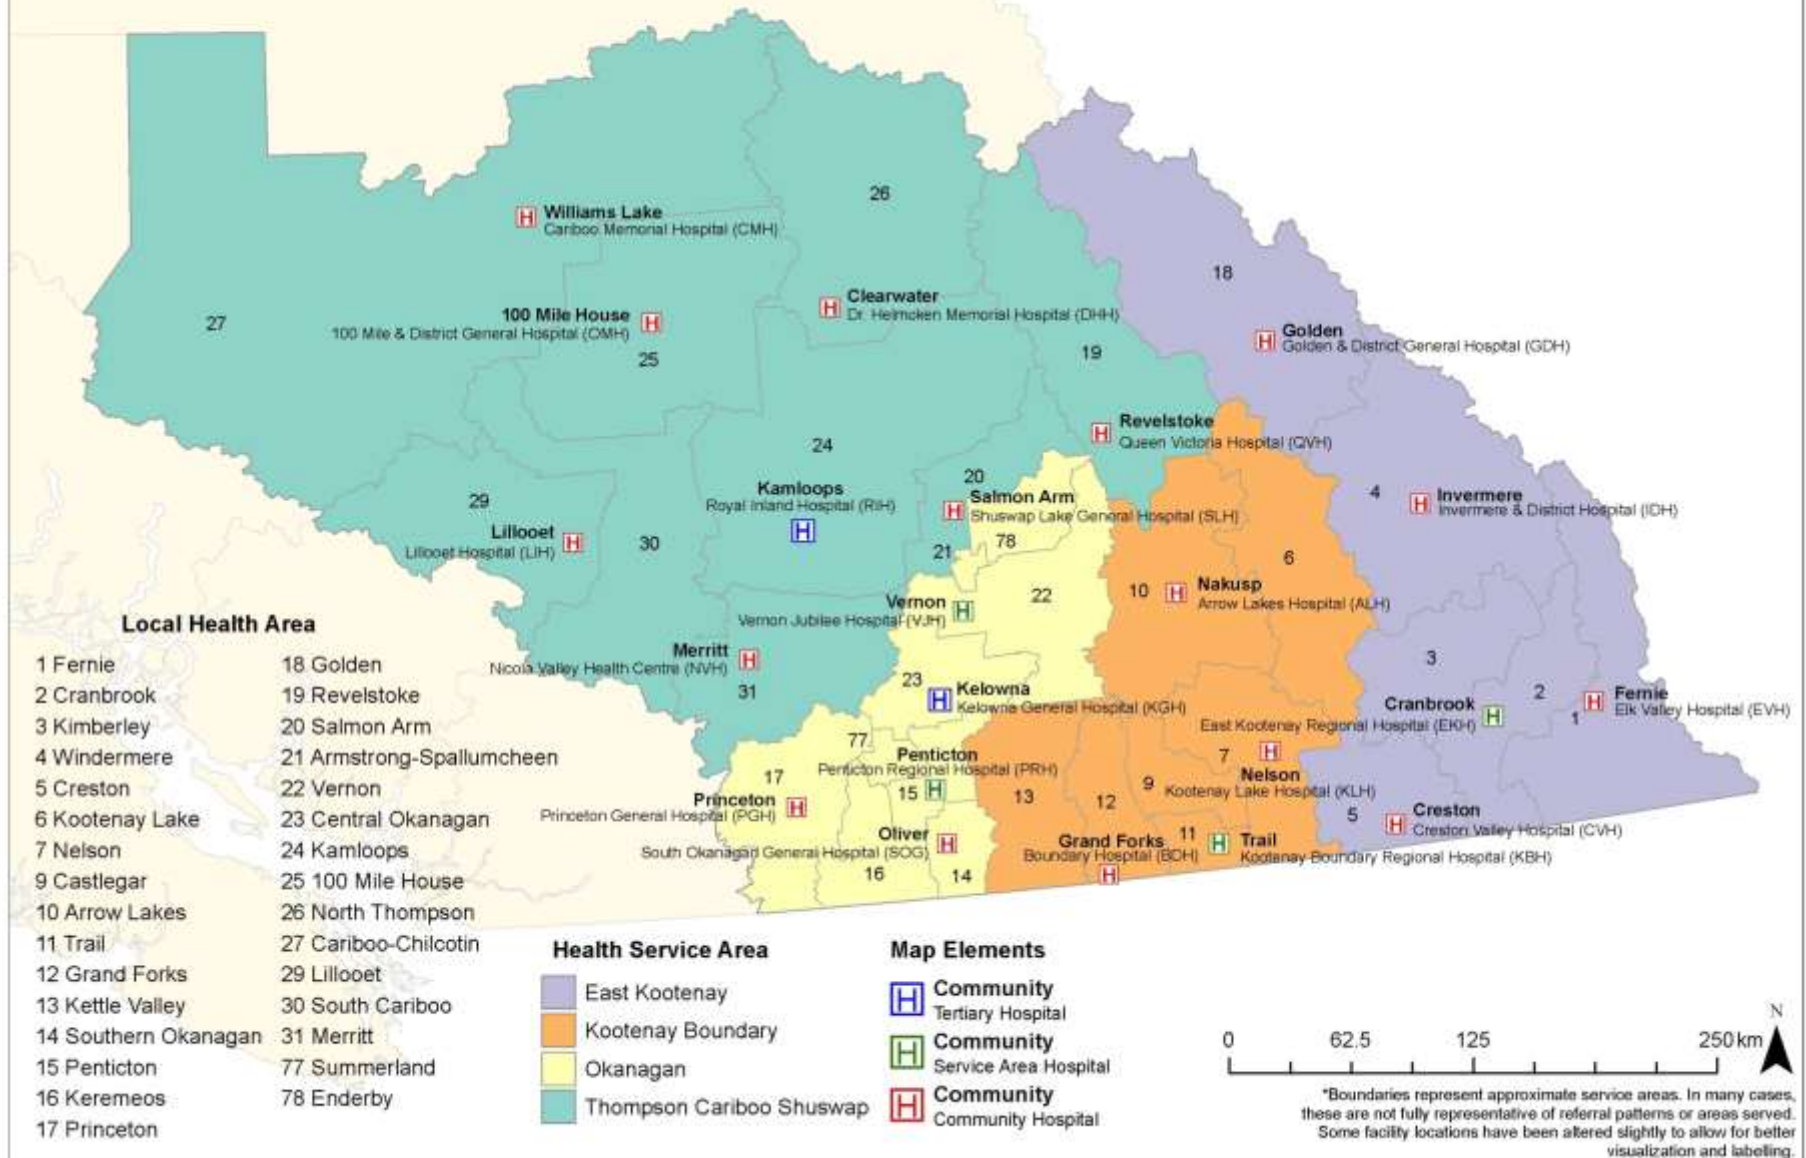 26
Williams Lake
Cariboo Memorial Hospital (CMH)
18
Clearwater
Dr. Helmcken Memorial Hospital (DHH)
27
100 Mile House
100 Mile & District General Hospital (OMH)
25
Golden
Golden & District General Hospital (GDH)
19
Revelstoke
Queen Victoria Hospital (QVH)
24
20
Kamloops
Royal Inland Hospital (RIH)
Salmon Arm
Shuswap Lake General Hospital (SLH)
4
Invermere
Invermere & District Hospital (IDH)
29
Lillooet
Lillooet Hospital (LIH)
30
21
78
6
22
10
Nakusp
Arrow Lakes Hospital (ALH)
Vernon
Vernon Jubilee Hospital (VJH)
Merritt
Nicola Valley Health Centre (NVH)
31
3
23
Kelowna
Kelowna General Hospital (KGH)
2
Cranbrook
East Kootenay Regional Hospital (EKH)
Fernie
Elk Valley Hospital (EVH)
1
77
Penticton
Penticton Regional Hospital (PRH)
15
17
Princeton
Princeton General Hospital (PGH)
7
Nelson
Kootenay Lake Hospital (KLH)
9
13
12
5
Creston
Creston Valley Hospital (CVH)
Oliver
South Okanagan General Hospital (SOG)
11
Grand Forks
Boundary Hospital (BDH)
Trail
Kootenay Boundary Regional Hospital (KBH)
16
14
Local Health Area
1 Fernie
2 Cranbrook
3 Kimberley
4 Windermere
5 Creston
6 Kootenay Lake
7 Nelson
9 Castlegar
10 Arrow Lakes
11 Trail
12 Grand Forks
13 Kettle Valley
14 Southern Okanagan
15 Penticton
16 Keremeos
17 Princeton
18 Golden
19 Revelstoke
20 Salmon Arm
21 Armstrong-Spallumcheen
22 Vernon
23 Central Okanagan
24 Kamloops
25 100 Mile House
26 North Thompson
27 Cariboo-Chilcotin
29 Lillooet
30 South Cariboo
31 Merritt
77 Summerland
78 Enderby
Health Service Area
East Kootenay
Kootenay Boundary
Okanagan
Thompson Cariboo Shuswap
Map Elements
H Community
Tertiary Hospital
H Community
Service Area Hospital
H Community
Community Hospital
N
0 62.5 125 250 km
*Boundaries represent approximate service areas. In many cases,
these are not fully representative of referral patterns or areas served.
Some facility locations have been altered slightly to allow for better
visualization and labelling.